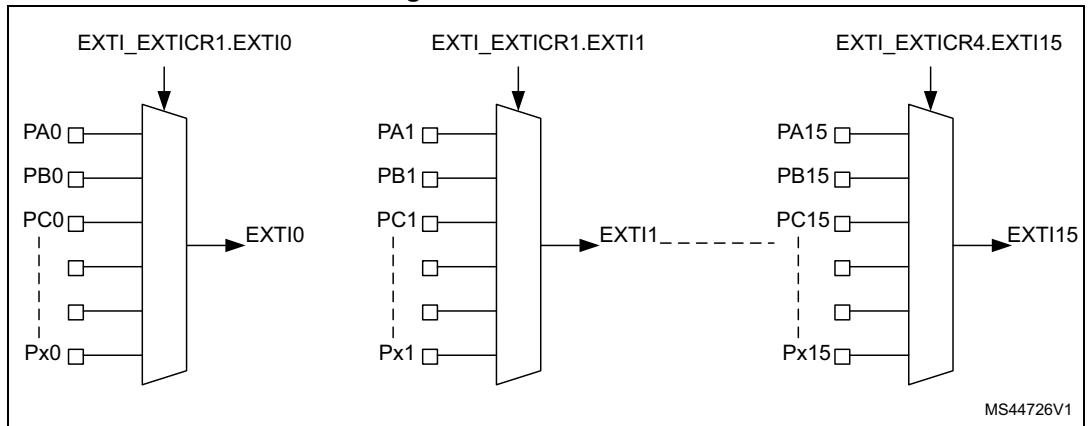 EXTI_EXTICR1.EXTI0 EXTI_EXTICR1.EXTI1 EXTI_EXTICR4.EXTI15
PA0 PA1 PA15
PB0 PB1 PB15
PC0 PC1 PC15
EXTI0 EXTI1 EXTI15
Px0 Px1 Px15
MS44726V1